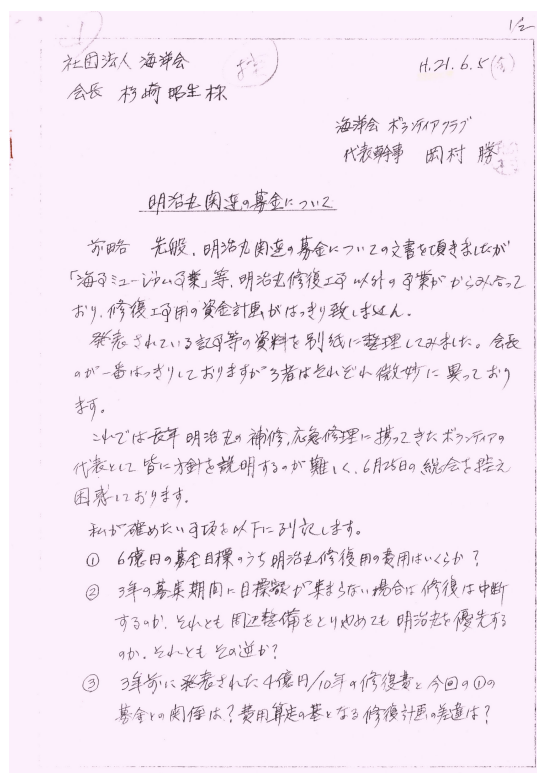 1/2
社団法人 海洋会
控
H.21.6.5(金)
会長 杉崎昭生様
海洋会 ボランティアクラブ
代表幹事 岡村 勝
明治丸関連の募金について
前略 先般、明治丸関連の募金についての文書を頂きましたが
「海事ミュージアム事業」等、明治丸修復工事以外の事業がからみ合って
おり、修復工事用の資金計画がはっきり致しません。
発表されている記事等の資料を別紙に整理してみました。会長
のが一番はっきりしておりますが3者はそれぞれ微妙に異っており
ます。
これでは長年明治丸の補修、応急修理に携ってきたボランティアの
代表として皆に方針を説明するのが難しく、6月25日の総会を控え
困惑しております。
私が確めたい事項を以下に列記します。
① 6億円の募金目標のうち明治丸修復用の費用はいくらか?
② 3年の募集期間に目標額が集まらない場合は修復は中断
するのか、それとも周辺整備をとりやめても明治丸を優先する
のか、それともその逆か?
③ 3年前に発表された4億円/10年の修復費と今回の①の
募金との関係は?費用算定の基となる修復計画の差違は?